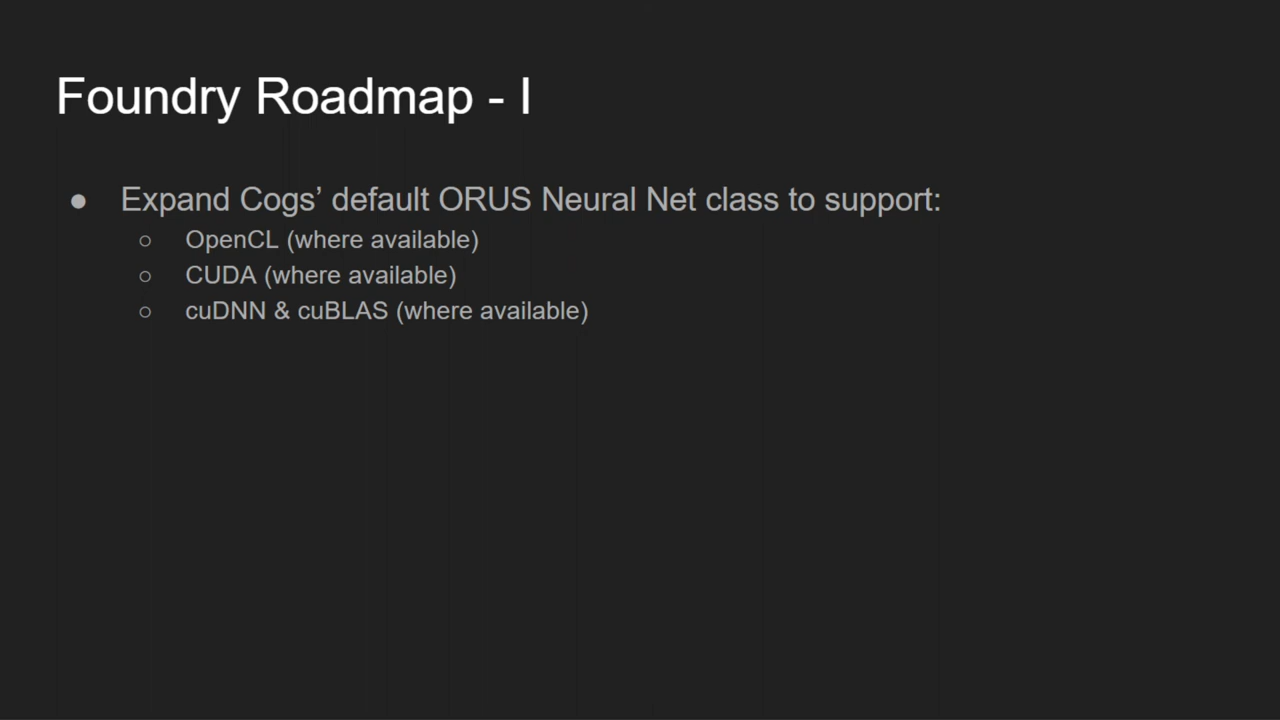 Foundry Roadmap - I
● Expand Cogs’ default ORUS Neural Net class to support:
○ OpenCL (where available)
○ CUDA (where available)
○ cuDNN & cuBLAS (where available)